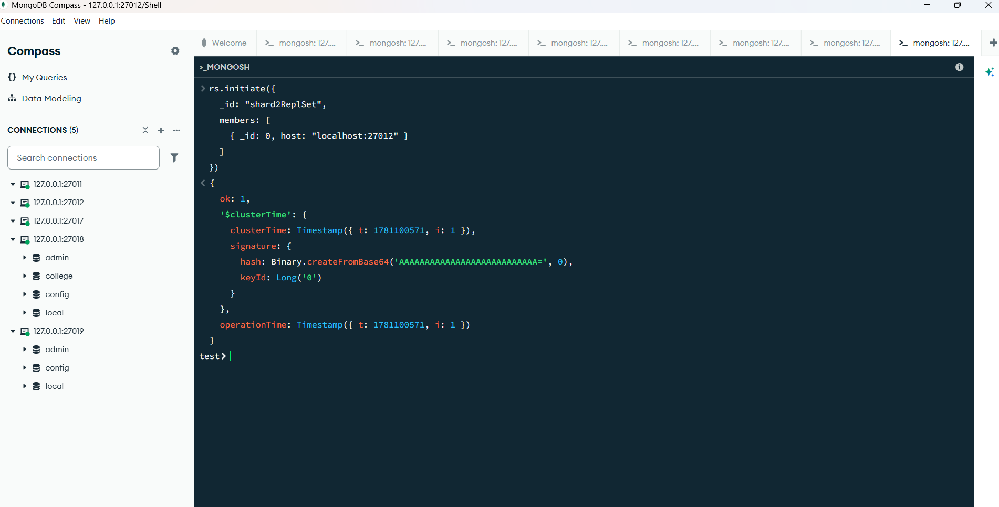 MongoDB Compass - 127.0.0.1:27012/Shell
Connections Edit View Help
Compass
My Queries
Data Modeling
CONNECTIONS (5)
Search connections
127.0.0.1:27011
127.0.0.1:27012
127.0.0.1:27017
127.0.0.1:27018
admin
college
config
local
127.0.0.1:27019
admin
config
local
Welcome
>_ mongosh: 127....
>_ mongosh: 127....
>_ mongosh: 127....
>_ mongosh: 127....
>_ mongosh: 127....
>_ mongosh: 127....
>_ mongosh: 127....
>_ mongosh: 127....
>_MONGOSH
> rs.initiate({
_id: "shard2ReplSet",
members: [
{ _id: 0, host: "localhost:27012" }
]
})
< {
ok: 1,
'$clusterTime': {
clusterTime: Timestamp({ t: 1781100571, i: 1 }),
signature: {
hash: Binary.createFromBase64('AAAAAAAAAAAAAAAAAAAAAAAAAAA=', 0),
keyId: Long('0')
}
},
operationTime: Timestamp({ t: 1781100571, i: 1 })
}
test>